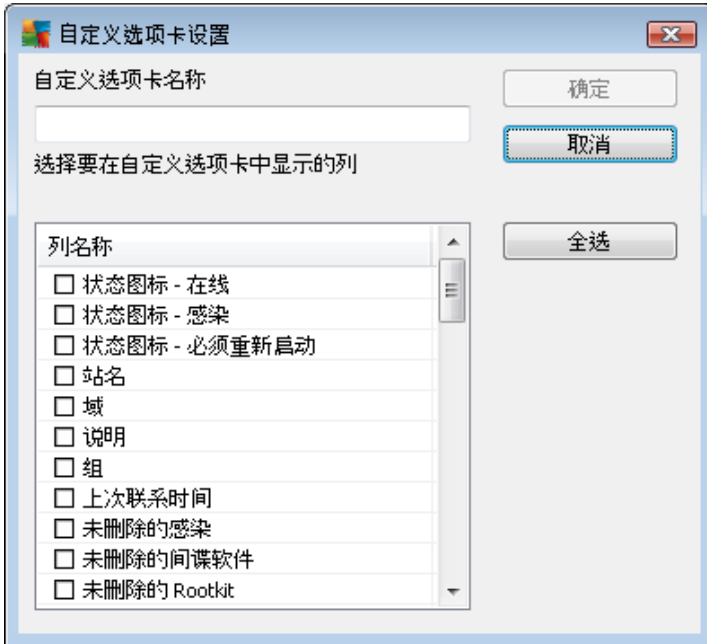 自定义选项卡设置
自定义选项卡名称
确定
取消
选择要在自定义选项卡中显示的列
全选
列名称
状态图标 - 在线
状态图标 - 感染
状态图标 - 必须重新启动
站名
域
说明
组
上次联系时间
未删除的感染
未删除的间谍软件
未删除的 Rootkit